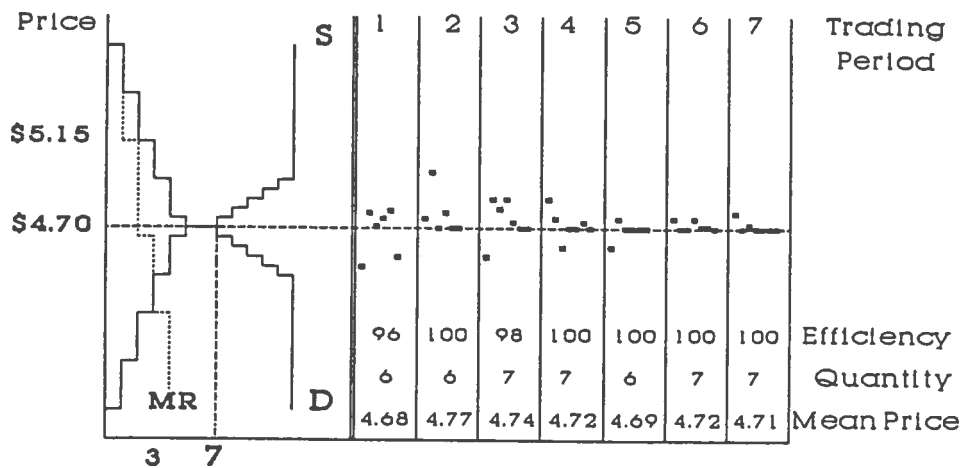 Price S 1 2 3 4 5 6 7 Trading
Period
$5.15
$4.70
96 100 98 100 100 100 100 Efficiency
6 6 7 7 6 7 7 Quantity
MR D
4.68 4.77 4.74 4.72 4.69 4.72 4.71 Mean Price
3 7